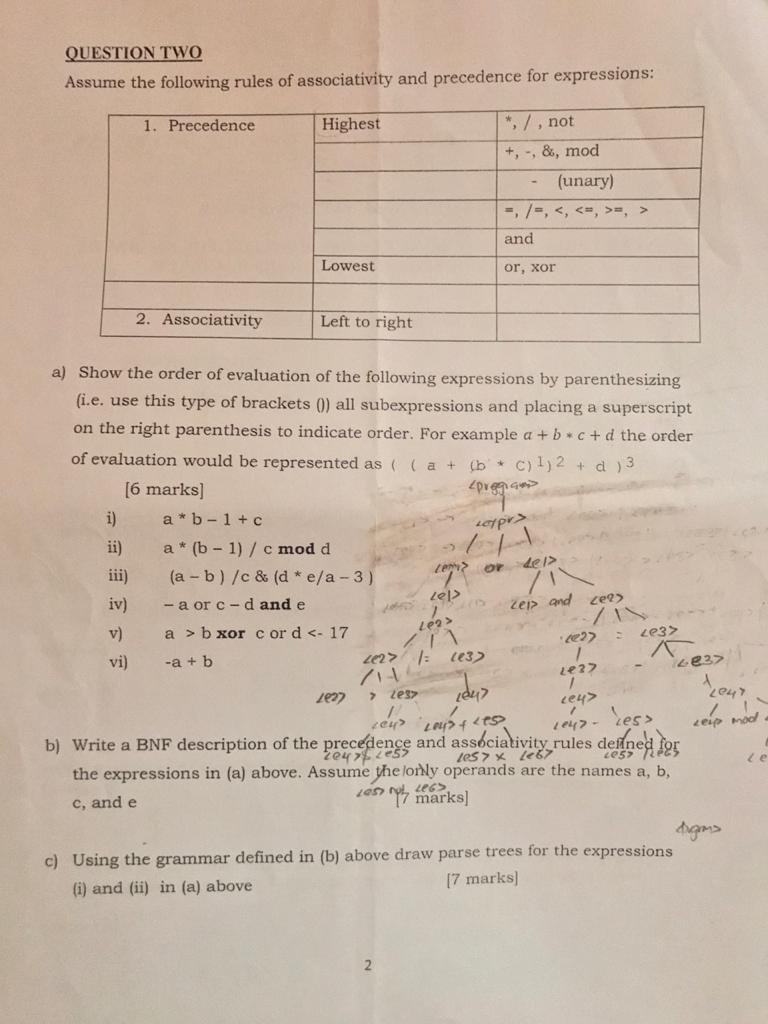 QUESTION TWO
Assume the following rules of associativity and precedence for expressions:
1. Precedence Highest *, / , not
+, -, &, mod
- (unary)
=, /=, <, <=, >=, >
and
Lowest or, xor
2. Associativity Left to right
a) Show the order of evaluation of the following expressions by parenthesizing
(i.e. use this type of brackets ()) all subexpressions and placing a superscript
on the right parenthesis to indicate order. For example a + b * c + d the order
of evaluation would be represented as ( ( a + (b * C)1)2 + d )3
[6 marks]
<program>
i) a * b – 1 + c
<expr>
ii) a * (b – 1) / c mod d
or <e1>
iii) (a – b ) /c & (d * e/a – 3 )
<e1> <e1> and <e2>
iv) – a or c – d and e
<e2> <e2> = <e3>
v) a > b xor c or d <- 17
<e2> /= <e3> <e2> - <e3>
vi) -a + b
<e2> > <e3> <e4> <e4> <e4>
<e4> <e4> + <e5> <e4> - <e5> mod
b) Write a BNF description of the precedence and associativity rules defined for
<e4> <e5> <e5> * <e6> <e5>
the expressions in (a) above. Assume the only operands are the names a, b,
<e5> not <e6>
c, and e [7 marks]
c) Using the grammar defined in (b) above draw parse trees for the expressions
(i) and (ii) in (a) above [7 marks]
2